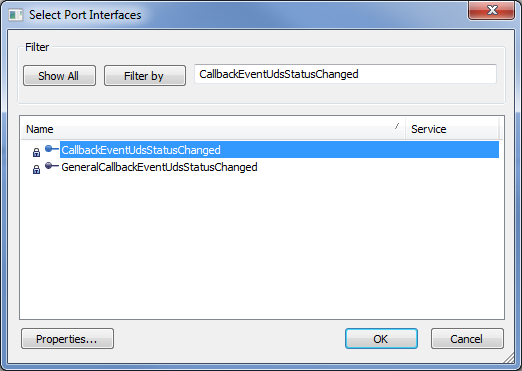 Select Port Interfaces
Filter
Show All Filter by CallbackEventUdsStatusChanged
Name Service
CallbackEventUdsStatusChanged
GeneralCallbackEventUdsStatusChanged
Properties... OK Cancel